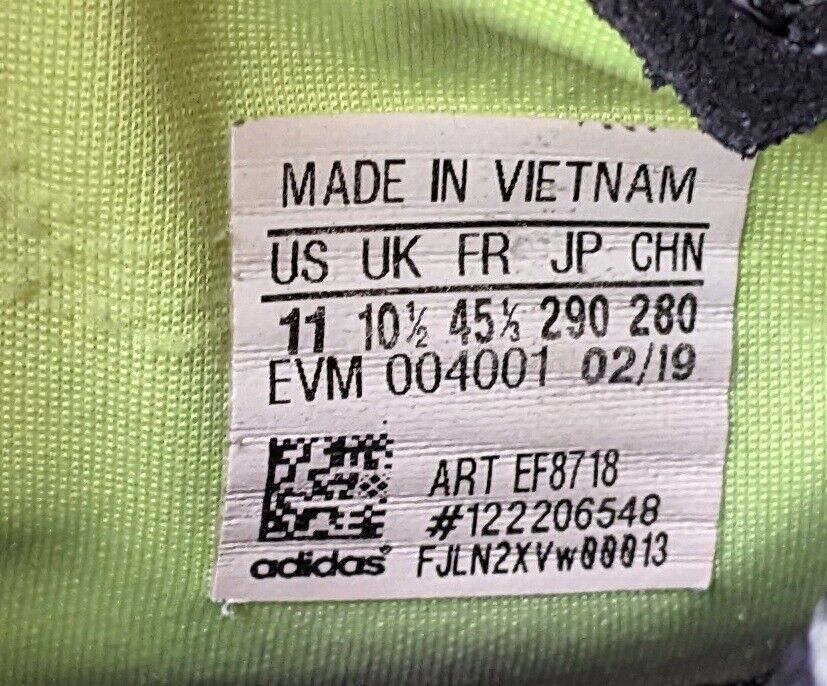 MADE IN VIETNAM
US UK FR JP CHN
11 10½ 45⅓ 290 280
EVM 004001 02/19
ART EF8718
#122206548
adidas® FJLN2XVw00013